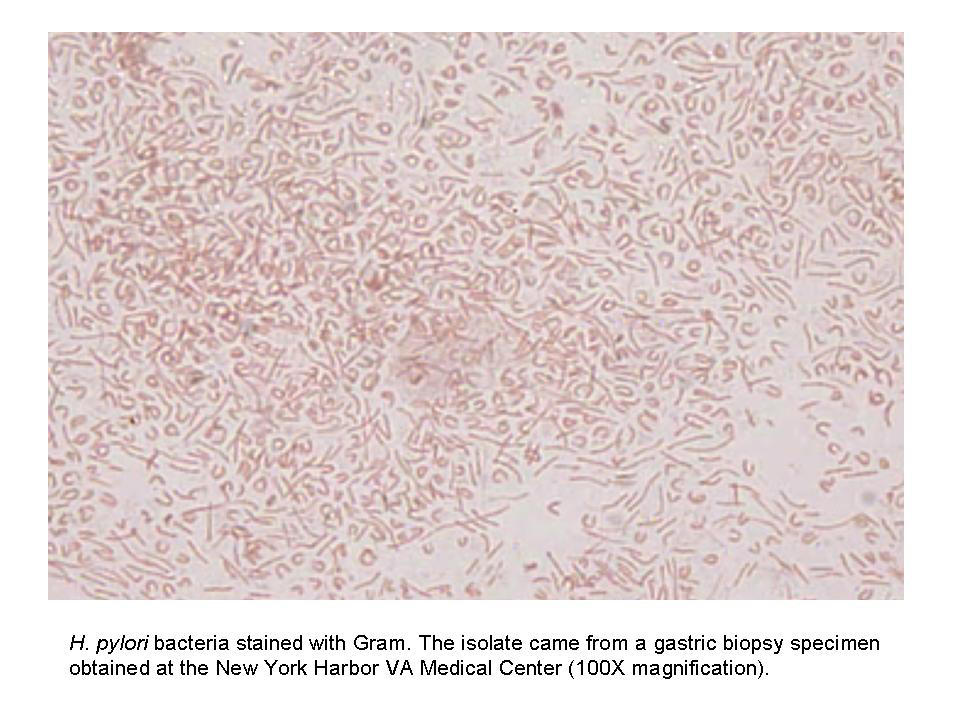 H. pylori bacteria stained with Gram. The isolate came from a gastric biopsy specimen
obtained at the New York Harbor VA Medical Center (100X magnification).